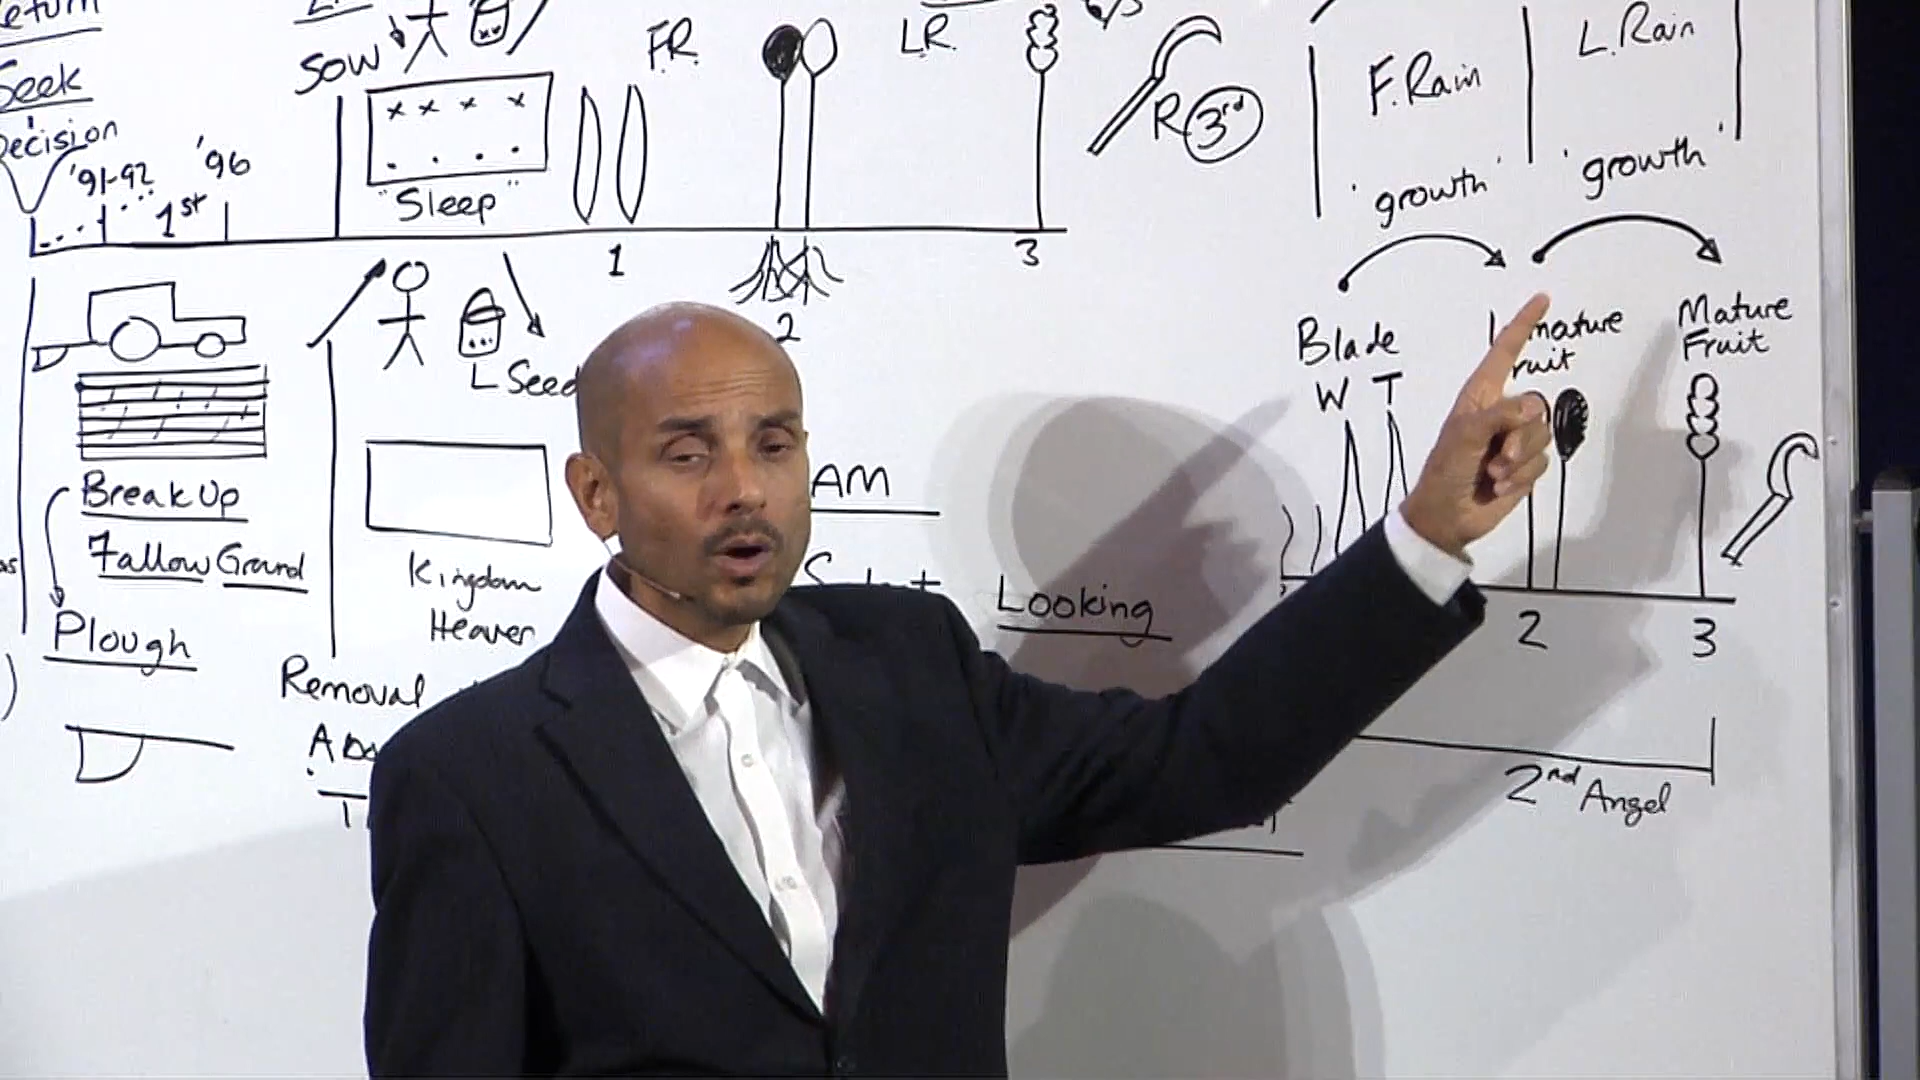 Seek
Decision
'91-92
'96
1st
Sow
"Sleep"
F.R.
L.R.
R 3rd
1
2
3
Seed
Break Up
Fallow Ground
Plough
Kingdom
Heaven
Removal
AM
Looking
F. Rain
L. Rain
'growth'
'growth'
Blade
W T
Mature
Fruit
2
3
2nd Angel